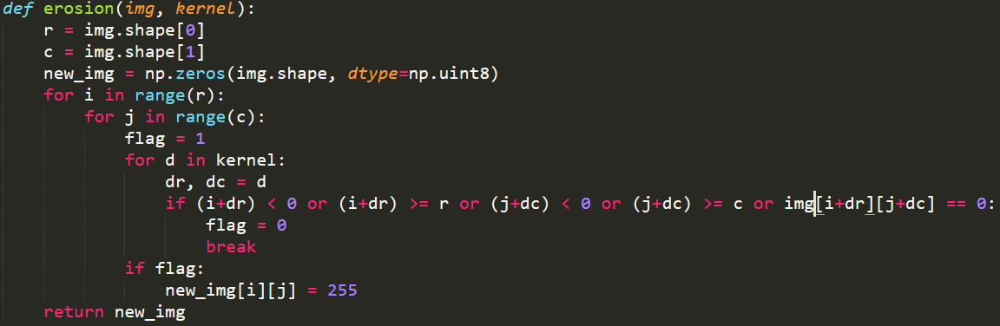 def erosion(img, kernel):
    r = img.shape[0]
    c = img.shape[1]
    new_img = np.zeros(img.shape, dtype=np.uint8)
    for i in range(r):
        for j in range(c):
            flag = 1
            for d in kernel:
                dr, dc = d
                if (i+dr) < 0 or (i+dr) >= r or (j+dc) < 0 or (j+dc) >= c or img[i+dr][j+dc] == 0:
                    flag = 0
                    break
            if flag:
                new_img[i][j] = 255
    return new_img